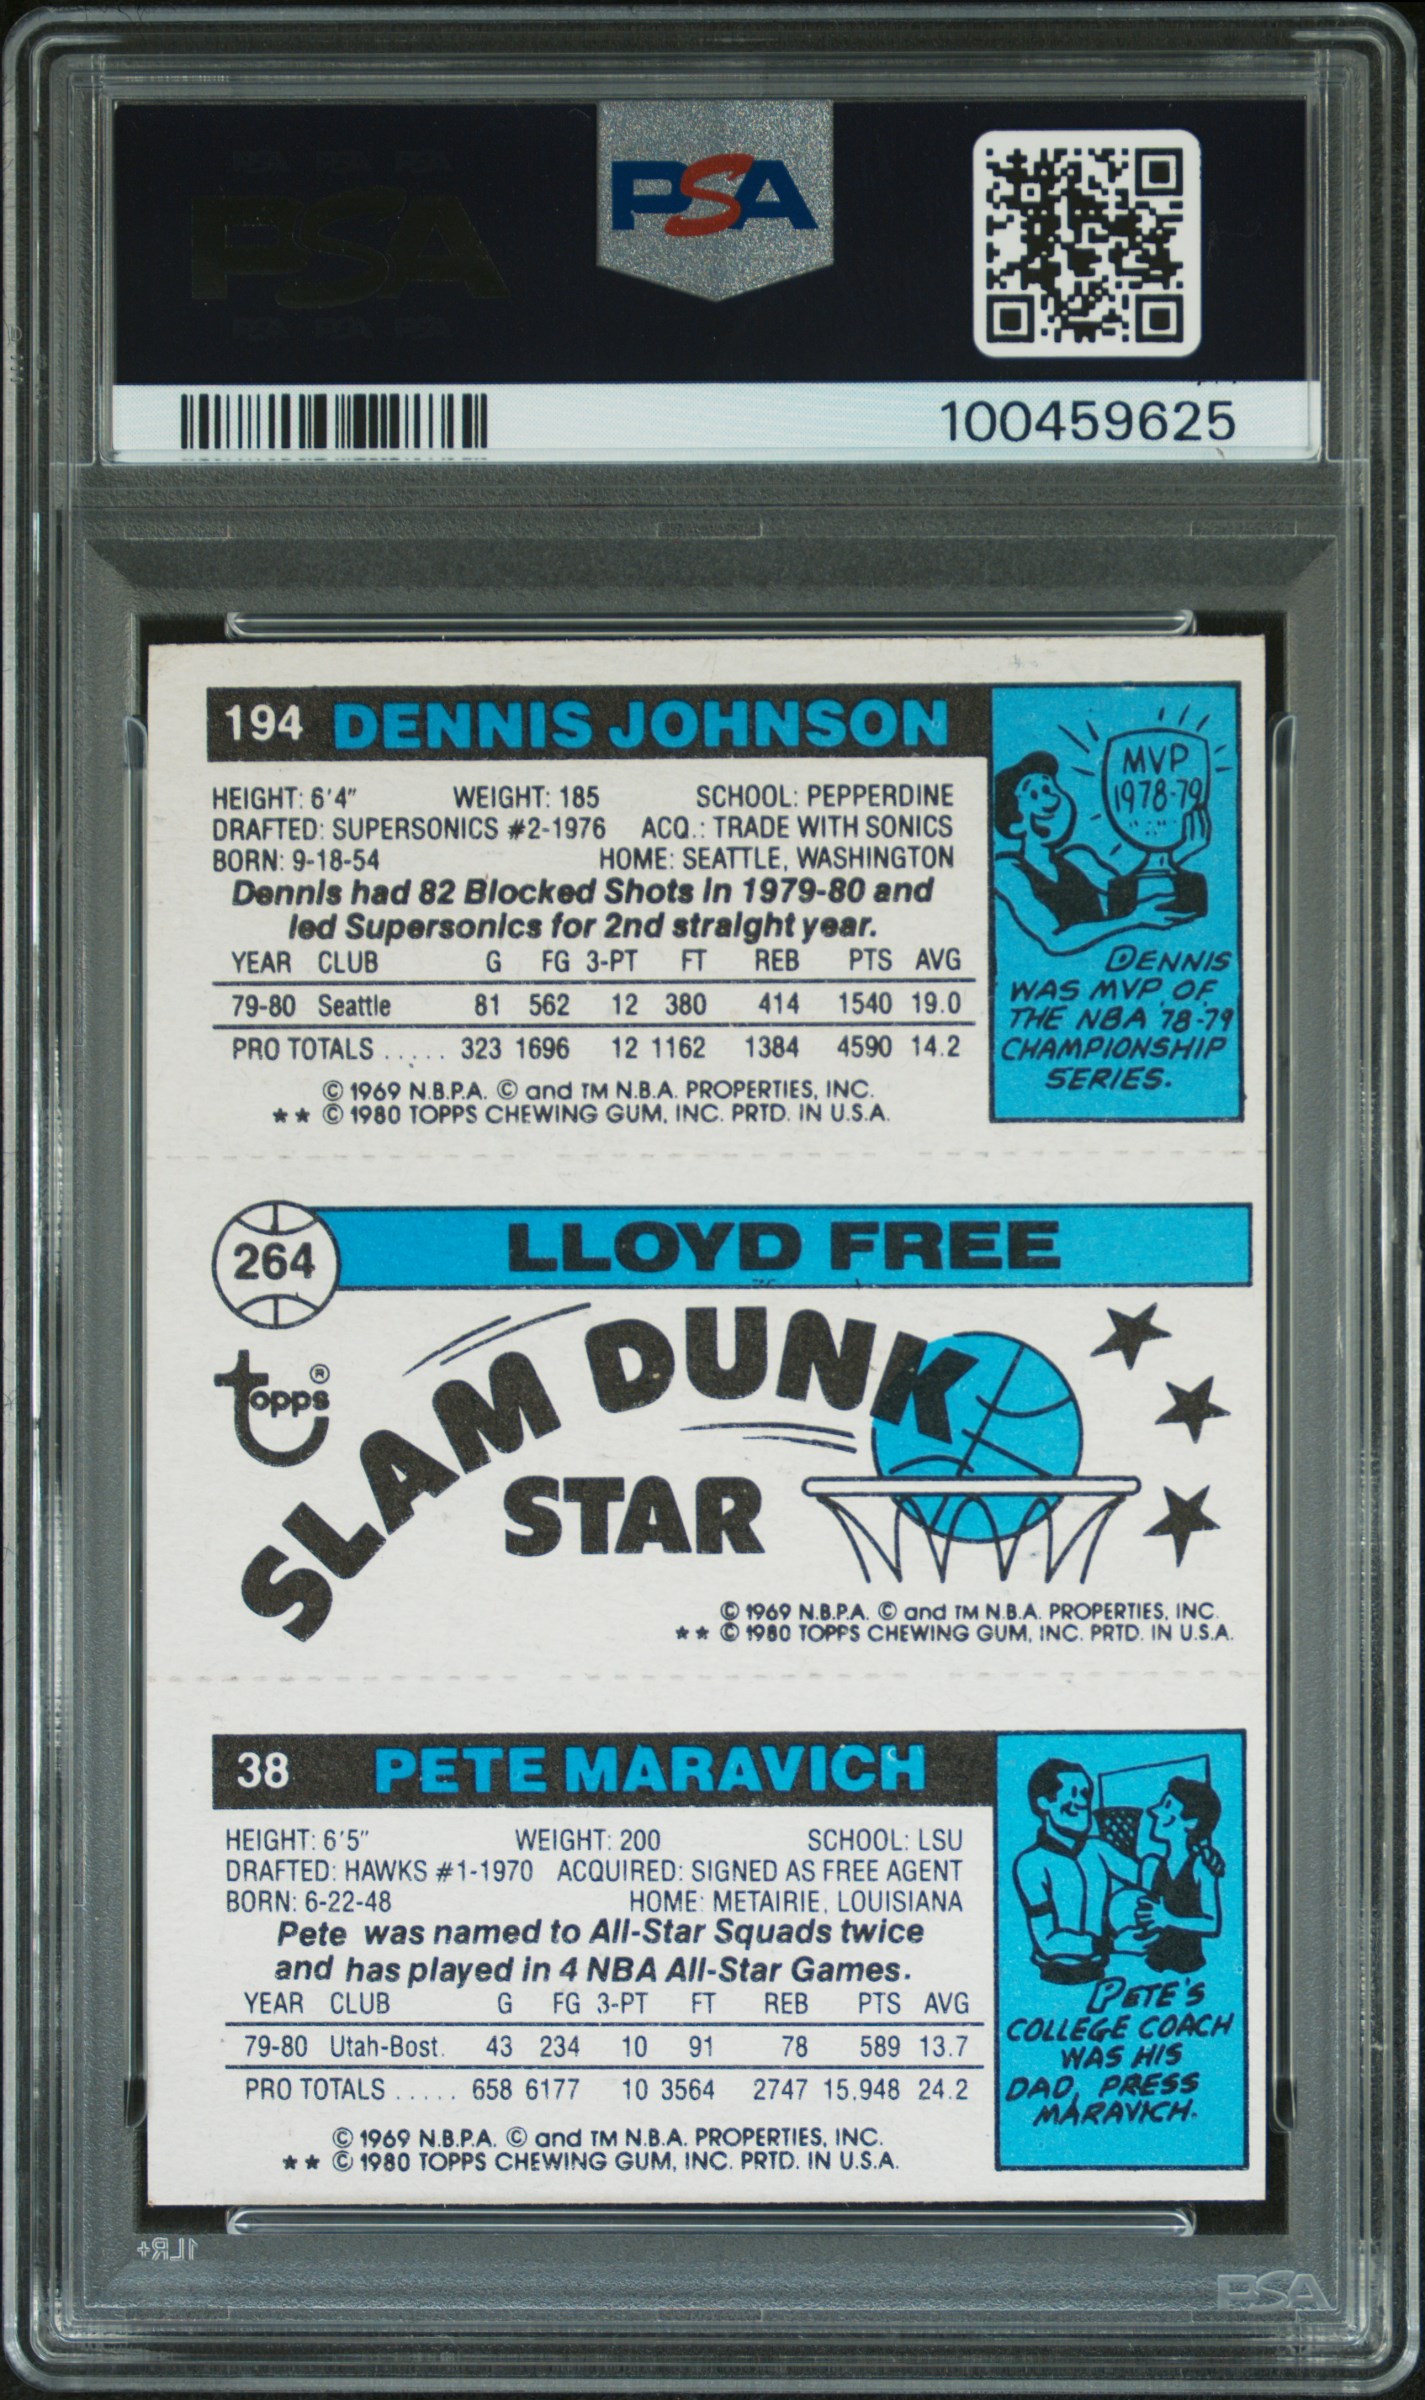 PSA PSA PSA
PSA
PSA PSA PSA
PSA
100459625
194 DENNIS JOHNSON
HEIGHT: 6'4" WEIGHT: 185 SCHOOL: PEPPERDINE
DRAFTED: SUPERSONICS #2-1976 ACQ.: TRADE WITH SONICS
BORN: 9-18-54 HOME: SEATTLE, WASHINGTON
Dennis had 82 Blocked Shots in 1979-80 and
led Supersonics for 2nd straight year.
YEAR CLUB G FG 3-PT FT REB PTS AVG
79-80 Seattle 81 562 12 380 414 1540 19.0
PRO TOTALS ..... 323 1696 12 1162 1384 4590 14.2
© 1969 N.B.P.A. © and TM N.B.A. PROPERTIES, INC.
** © 1980 TOPPS CHEWING GUM, INC. PRTD. IN U.S.A.
MVP
1978-79
DENNIS
WAS MVP OF
THE NBA '78-79
CHAMPIONSHIP
SERIES.
264 LLOYD FREE
topps®
SLAM DUNK
STAR
© 1969 N.B.P.A. © and TM N.B.A. PROPERTIES, INC.
** © 1980 TOPPS CHEWING GUM, INC. PRTD. IN U.S.A.
38 PETE MARAVICH
HEIGHT: 6'5" WEIGHT: 200 SCHOOL: LSU
DRAFTED: HAWKS #1-1970 ACQUIRED: SIGNED AS FREE AGENT
BORN: 6-22-48 HOME: METAIRIE, LOUISIANA
Pete was named to All-Star Squads twice
and has played in 4 NBA All-Star Games.
YEAR CLUB G FG 3-PT FT REB PTS AVG
79-80 Utah-Bost. 43 234 10 91 78 589 13.7
PRO TOTALS ..... 658 6177 10 3564 2747 15,948 24.2
© 1969 N.B.P.A. © and TM N.B.A. PROPERTIES, INC.
** © 1980 TOPPS CHEWING GUM, INC. PRTD. IN U.S.A.
PETE'S
COLLEGE COACH
WAS HIS
DAD, PRESS
MARAVICH.
1LR+
PSA